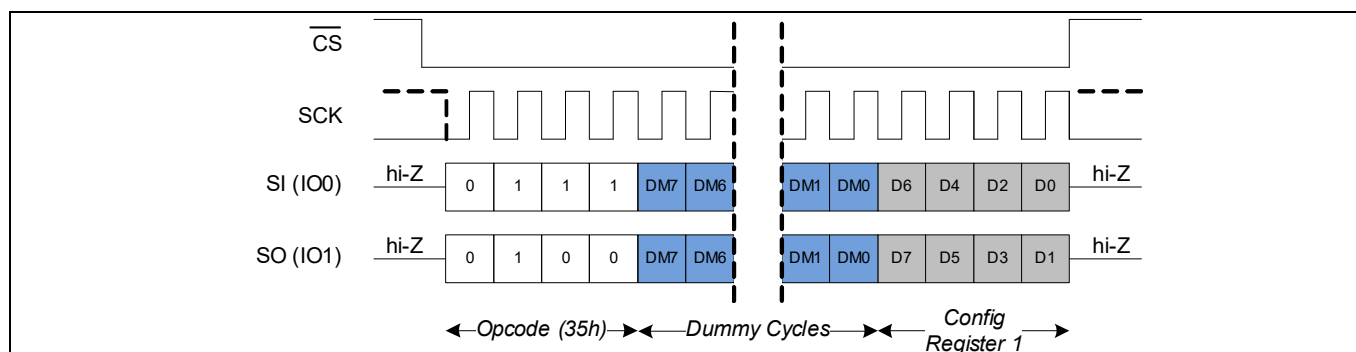 CS
SCK
SI (IO0) hi-Z 0 1 1 1 DM7 DM6 DM1 DM0 D6 D4 D2 D0 hi-Z
SO (IO1) hi-Z 0 1 0 0 DM7 DM6 DM1 DM0 D7 D5 D3 D1 hi-Z
Opcode (35h) Dummy Cycles Config
Register 1